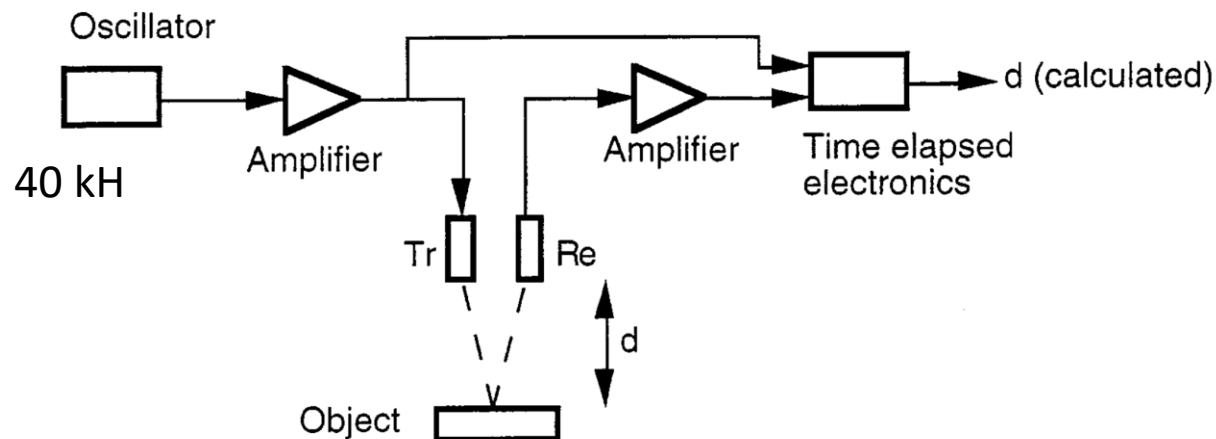 Oscillator
d (calculated)
Amplifier
Amplifier
Time elapsed
electronics
40 kH
Tr
Re
d
Object